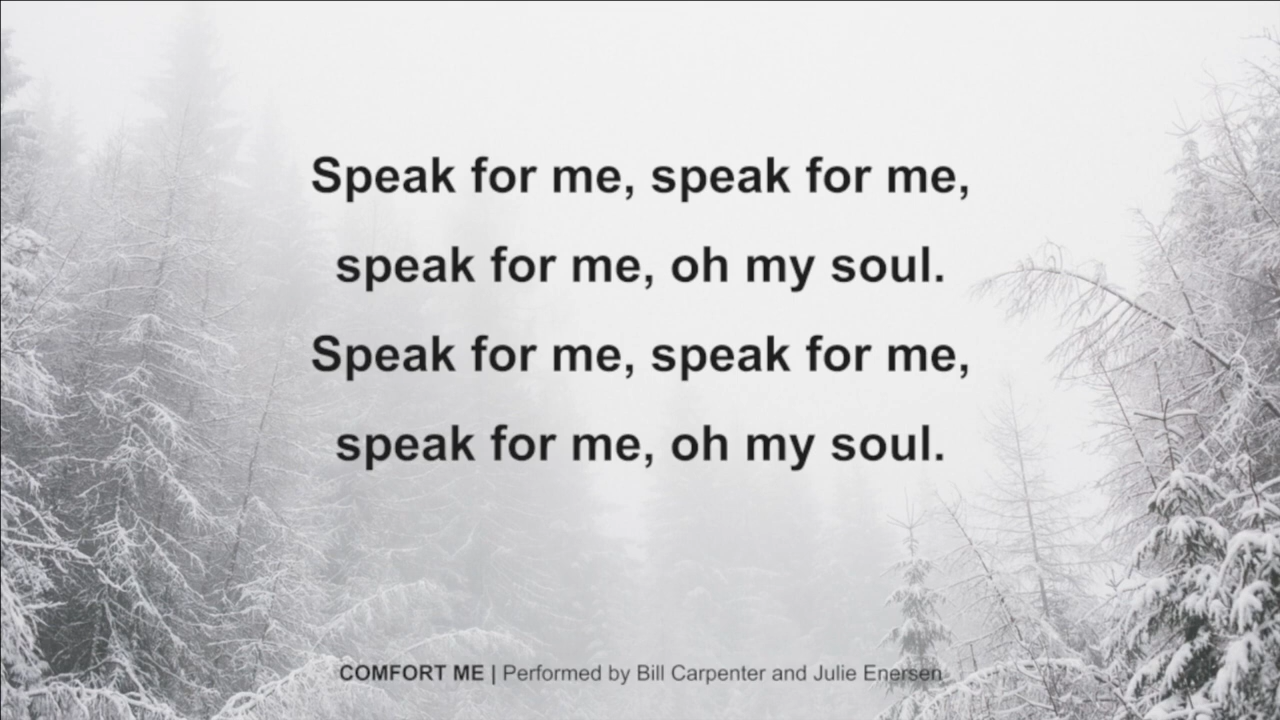 Speak for me, speak for me,
speak for me, oh my soul.
Speak for me, speak for me,
speak for me, oh my soul.
COMFORT ME | Performed by Bill Carpenter and Julie Enersen